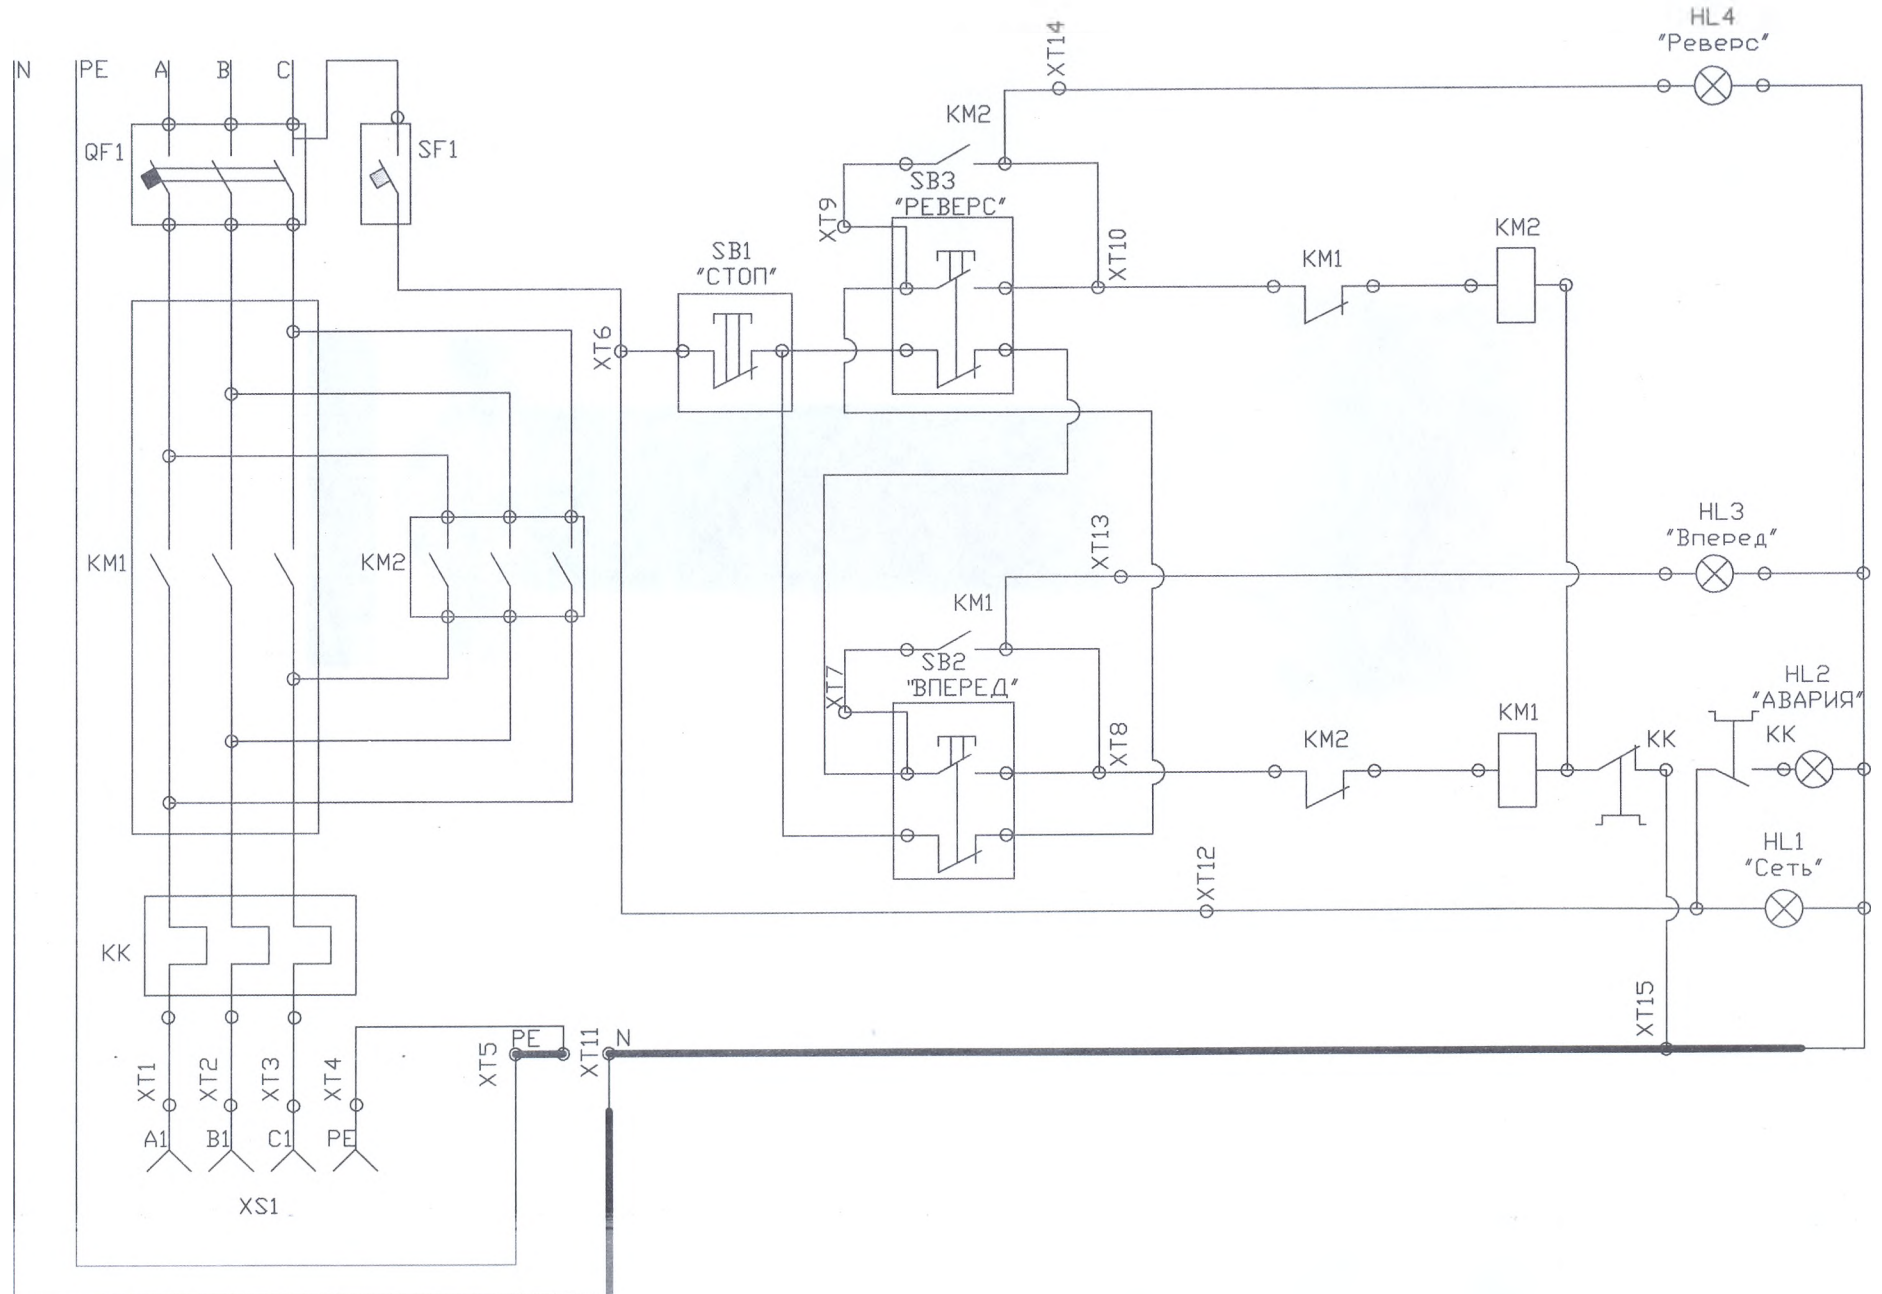 HL4
"Реверс"
XT14
N
PE
A
B
C
QF1
SF1
KM2
SB3
"РЕВЕРС"
XT9
XT10
SB1
"СТОП"
KM1
KM2
XT6
KM1
KM2
XT13
HL3
"Вперед"
KM1
SB2
"ВПЕРЕД"
XT7
XT8
KM2
KM1
KK
HL2
"АВАРИЯ"
KK
HL1
"Сеть"
XT12
KK
XT15
XT1
XT2
XT3
XT4
XT5
PE
XT11
N
A1
B1
C1
PE
XS1